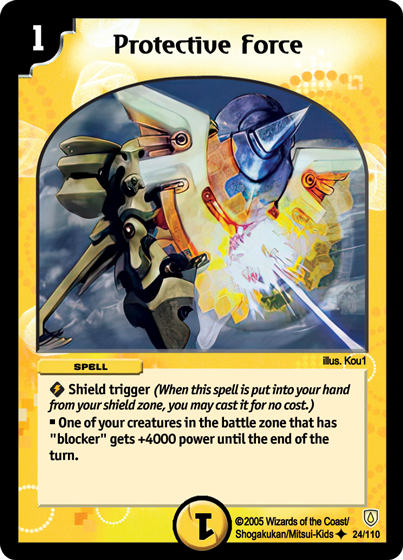 1
Protective Force
illus. Kou1
SPELL
Shield trigger (When this spell is put into your hand
from your shield zone, you may cast it for no cost.)
▪ One of your creatures in the battle zone that has
"blocker" gets +4000 power until the end of the
turn.
1
©2005 Wizards of the Coast/
Shogakukan/Mitsui-Kids ✦ 24/110